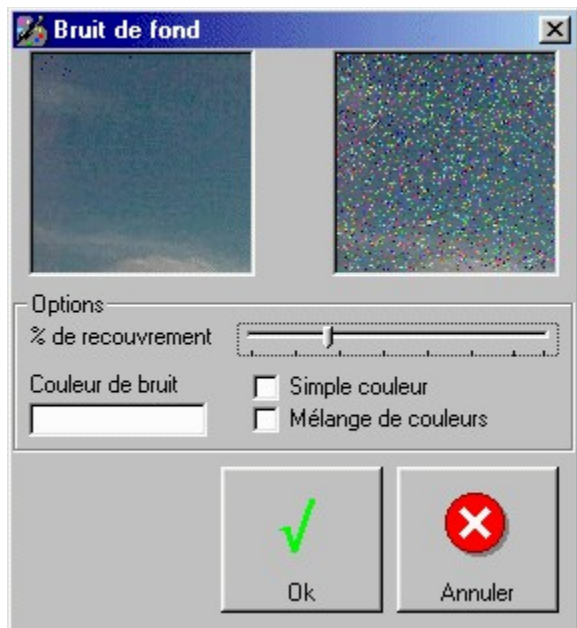 Bruit de fond
Options
% de recouvrement
Couleur de bruit
Simple couleur
Mélange de couleurs
Ok
Annuler